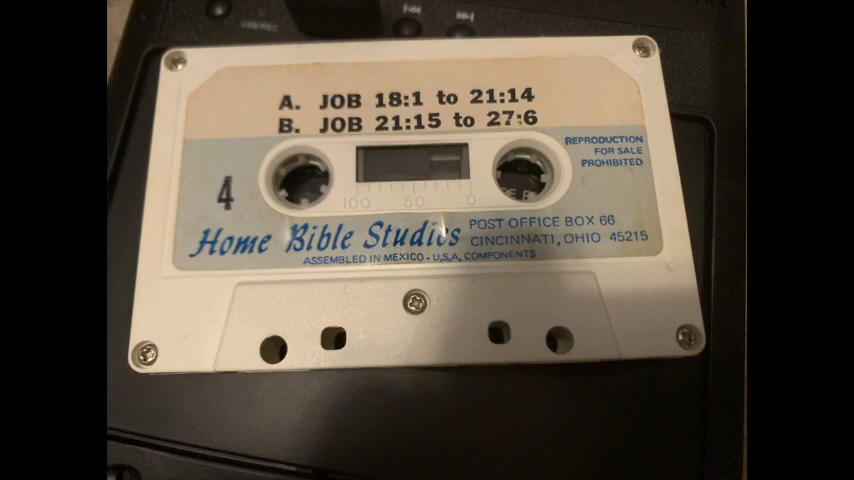 A. JOB 18:1 to 21:14
B. JOB 21:15 to 27:6
REPRODUCTION
FOR SALE
PROHIBITED
4
100 50 0
Home Bible Studies
POST OFFICE BOX 66
CINCINNATI, OHIO 45215
ASSEMBLED IN MEXICO - U.S.A. COMPONENTS